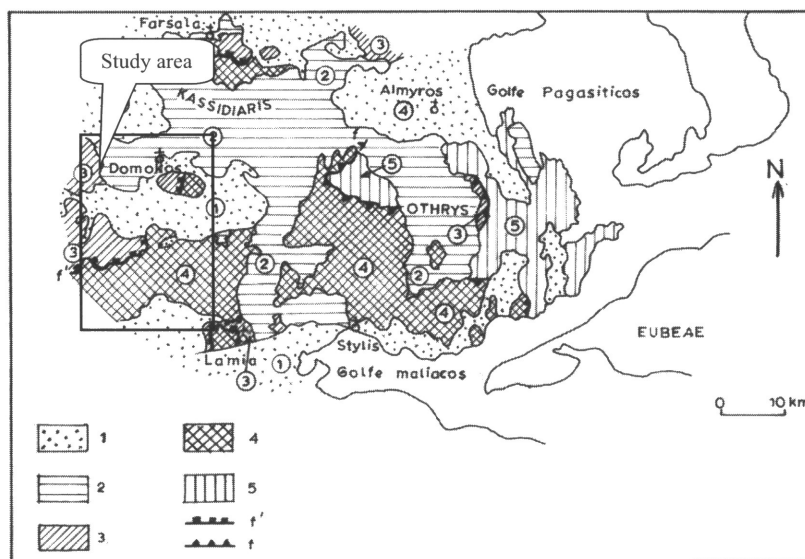 Farsala
3
Study area
2
KASSIDIARIS
Almyros
4
Golfe Pagasiticos
2
f
3
Domokos
5
N
1
OTHRYS
5
3
3
f'
4
2
4
2
4
EUBEAE
Lamia
1
Stylis
Golfe maliacos
3
0 10 km
1
4
2
5
3
f'
f